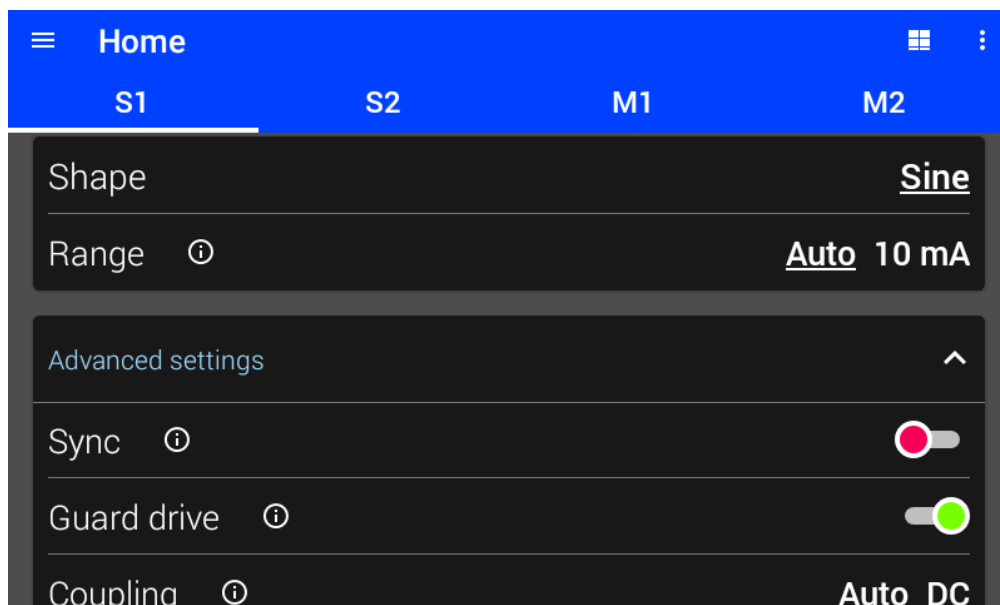 Home
S1 S2 M1 M2
Shape Sine
Range Auto 10 mA
Advanced settings
Sync
Guard drive
Coupling Auto DC